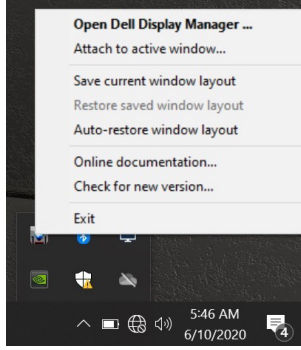 Open Dell Display Manager ...
Attach to active window...
Save current window layout
Restore saved window layout
Auto-restore window layout
Online documentation...
Check for new version...
Exit
5:46 AM
6/10/2020
4